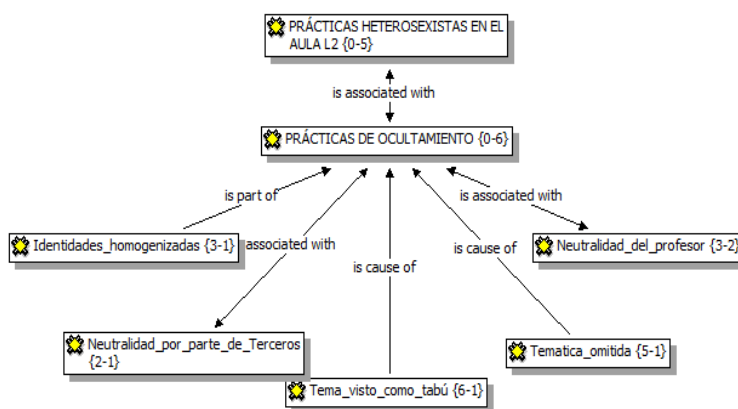 PRÁCTICAS HETEROSEXISTAS EN EL
AULA L2 {0-5}
is associated with
PRÁCTICAS DE OCULTAMIENTO {0-6}
is part of
is associated with
Identidades_homogenizadas {3-1}
associated with
is cause of
Neutralidad_del_profesor {3-2}
is cause of
Neutralidad_por_parte_de_Terceros
{2-1}
Tematica_omitida {5-1}
Tema_visto_como_tabú {6-1}